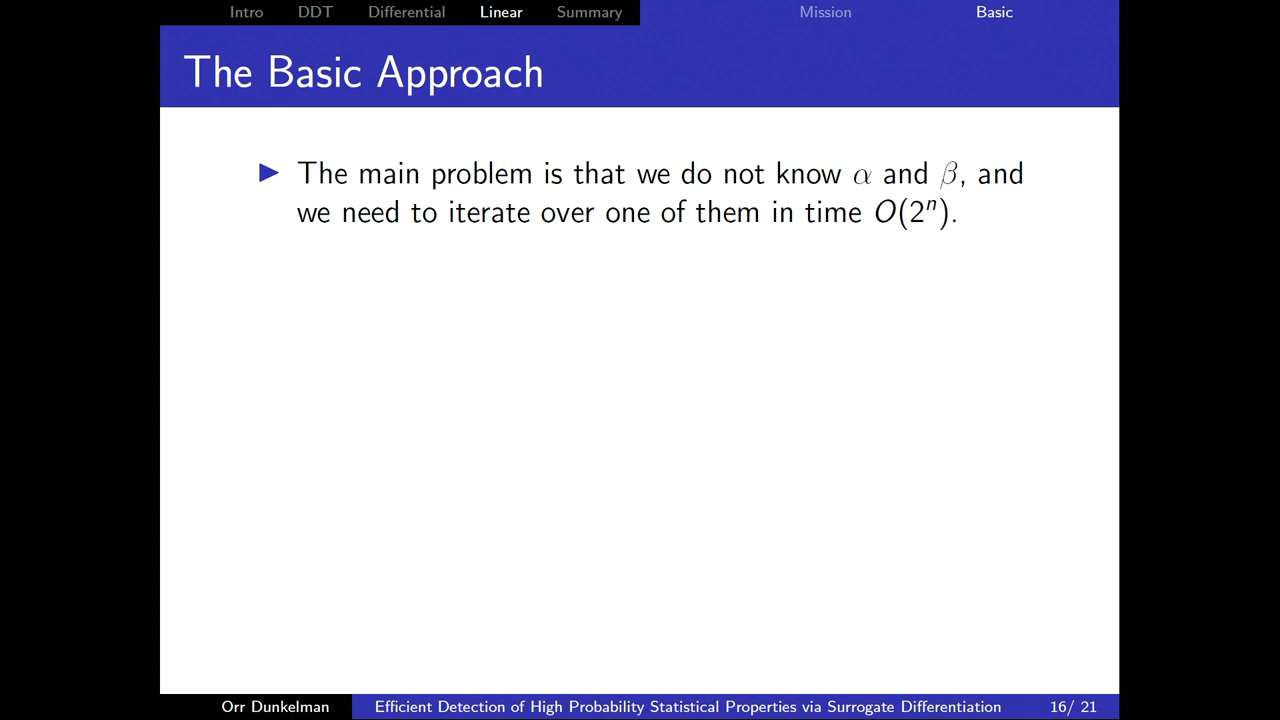 Intro DDT Differential Linear Summary Mission Basic
The Basic Approach
▶ The main problem is that we do not know α and β, and
we need to iterate over one of them in time O(2ⁿ).
Orr Dunkelman Efficient Detection of High Probability Statistical Properties via Surrogate Differentiation 16/ 21